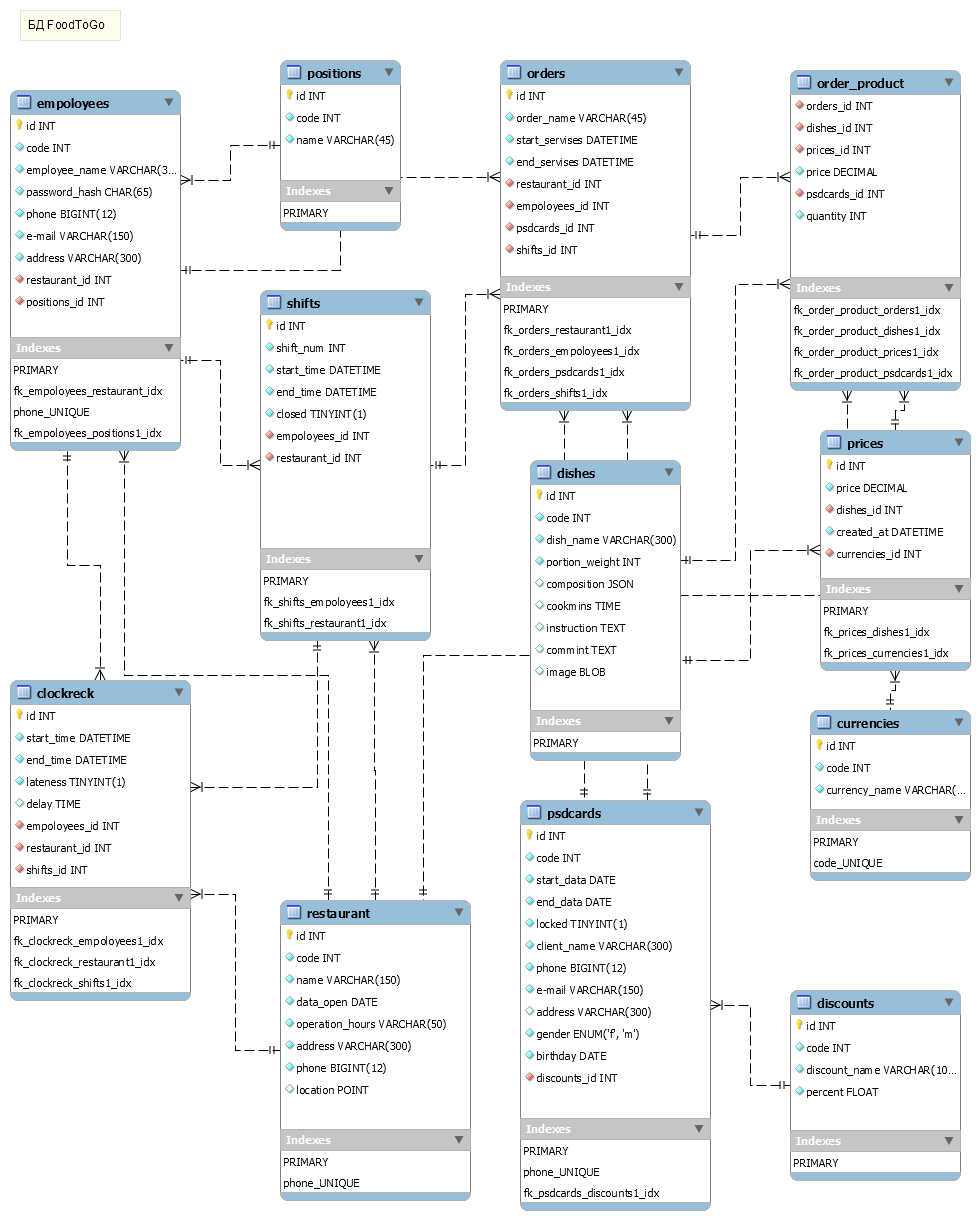 БД FoodToGo
empoloyees
id INT
code INT
employee_name VARCHAR(3...
password_hash CHAR(65)
phone BIGINT(12)
e-mail VARCHAR(150)
address VARCHAR(300)
restaurant_id INT
positions_id INT
Indexes
PRIMARY
fk_empoloyees_restaurant_idx
phone_UNIQUE
fk_empoloyees_positions1_idx
positions
id INT
code INT
name VARCHAR(45)
Indexes
PRIMARY
orders
id INT
order_name VARCHAR(45)
start_servises DATETIME
end_servises DATETIME
restaurant_id INT
empoloyees_id INT
psdcards_id INT
shifts_id INT
Indexes
PRIMARY
fk_orders_restaurant1_idx
fk_orders_empoloyees1_idx
fk_orders_psdcards1_idx
fk_orders_shifts1_idx
order_product
orders_id INT
dishes_id INT
prices_id INT
price DECIMAL
psdcards_id INT
quantity INT
Indexes
fk_order_product_orders1_idx
fk_order_product_dishes1_idx
fk_order_product_prices1_idx
fk_order_product_psdcards1_idx
shifts
id INT
shift_num INT
start_time DATETIME
end_time DATETIME
closed TINYINT(1)
empoloyees_id INT
restaurant_id INT
Indexes
PRIMARY
fk_shifts_empoloyees1_idx
fk_shifts_restaurant1_idx
dishes
id INT
code INT
dish_name VARCHAR(300)
portion_weight INT
composition JSON
cookmins TIME
instruction TEXT
commint TEXT
image BLOB
Indexes
PRIMARY
prices
id INT
price DECIMAL
dishes_id INT
created_at DATETIME
currencies_id INT
Indexes
PRIMARY
fk_prices_dishes1_idx
fk_prices_currencies1_idx
clockreck
id INT
start_time DATETIME
end_time DATETIME
lateness TINYINT(1)
delay TIME
empoloyees_id INT
restaurant_id INT
shifts_id INT
Indexes
PRIMARY
fk_clockreck_empoloyees1_idx
fk_clockreck_restaurant1_idx
fk_clockreck_shifts1_idx
currencies
id INT
code INT
currency_name VARCHAR(...
Indexes
PRIMARY
code_UNIQUE
restaurant
id INT
code INT
name VARCHAR(150)
data_open DATE
operation_hours VARCHAR(50)
address VARCHAR(300)
phone BIGINT(12)
location POINT
Indexes
PRIMARY
phone_UNIQUE
psdcards
id INT
code INT
start_data DATE
end_data DATE
locked TINYINT(1)
client_name VARCHAR(300)
phone BIGINT(12)
e-mail VARCHAR(150)
address VARCHAR(300)
gender ENUM('f', 'm')
birthday DATE
discounts_id INT
Indexes
PRIMARY
phone_UNIQUE
fk_psdcards_discounts1_idx
discounts
id INT
code INT
discount_name VARCHAR(10...
percent FLOAT
Indexes
PRIMARY